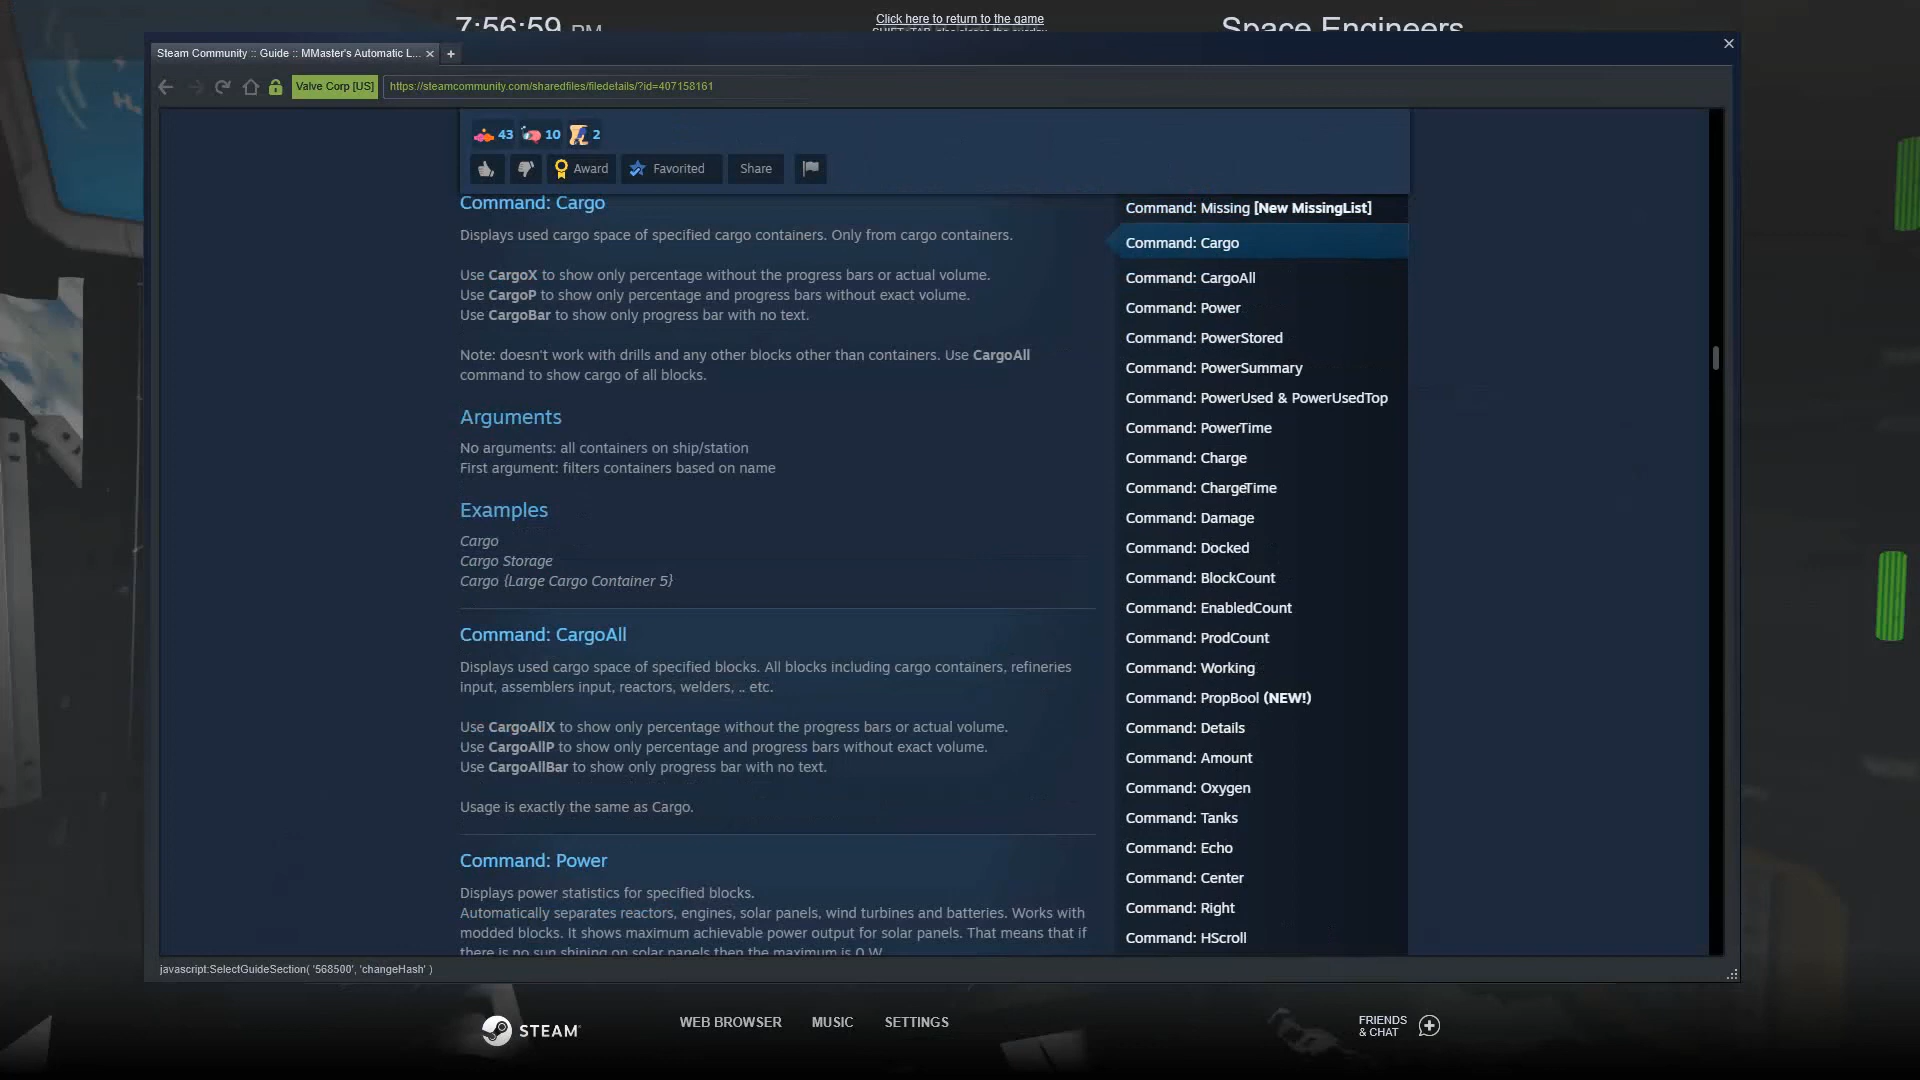 7:56:59 PM
Click here to return to the game
Space Engineers
Steam Community :: Guide :: MMaster's Automatic L...
Valve Corp [US]
https://steamcommunity.com/sharedfiles/filedetails/?id=407158161
43
10
2
Award
Favorited
Share
Command: Cargo
Displays used cargo space of specified cargo containers. Only from cargo containers.
Use CargoX to show only percentage without the progress bars or actual volume.
Use CargoP to show only percentage and progress bars without exact volume.
Use CargoBar to show only progress bar with no text.
Note: doesn't work with drills and any other blocks other than containers. Use CargoAll
command to show cargo of all blocks.
Arguments
No arguments: all containers on ship/station
First argument: filters containers based on name
Examples
Cargo
Cargo Storage
Cargo {Large Cargo Container 5}
Command: CargoAll
Displays used cargo space of specified blocks. All blocks including cargo containers, refineries
input, assemblers input, reactors, welders, .. etc.
Use CargoAllX to show only percentage without the progress bars or actual volume.
Use CargoAllP to show only percentage and progress bars without exact volume.
Use CargoAllBar to show only progress bar with no text.
Usage is exactly the same as Cargo.
Command: Power
Displays power statistics for specified blocks.
Automatically separates reactors, engines, solar panels, wind turbines and batteries. Works with
modded blocks. It shows maximum achievable power output for solar panels. That means that if
there is no sun shining on solar panels then the maximum is 0 W.
Command: Missing [New MissingList]
Command: Cargo
Command: CargoAll
Command: Power
Command: PowerStored
Command: PowerSummary
Command: PowerUsed & PowerUsedTop
Command: PowerTime
Command: Charge
Command: ChargeTime
Command: Damage
Command: Docked
Command: BlockCount
Command: EnabledCount
Command: ProdCount
Command: Working
Command: PropBool (NEW!)
Command: Details
Command: Amount
Command: Oxygen
Command: Tanks
Command: Echo
Command: Center
Command: Right
Command: HScroll
javascript:SelectGuideSection( '568500', 'changeHash' )
STEAM
WEB BROWSER
MUSIC
SETTINGS
FRIENDS
& CHAT